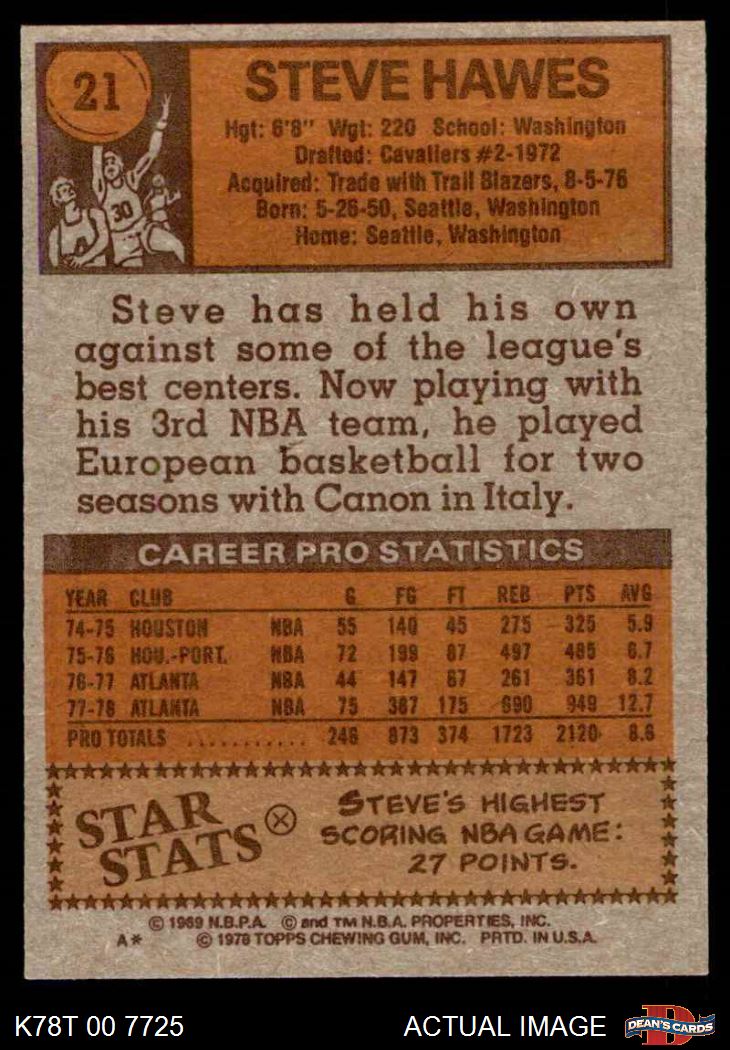 21
30
STEVE HAWES
Hgt: 6'8" Wgt: 220 School: Washington
Drafted: Cavaliers #2-1972
Acquired: Trade with Trail Blazers, 8-5-76
Born: 5-26-50, Seattle, Washington
Home: Seattle, Washington
Steve has held his own
against some of the league's
best centers. Now playing with
his 3rd NBA team, he played
European basketball for two
seasons with Canon in Italy.
CAREER PRO STATISTICS
YEAR CLUB G FG FT REB PTS AVG
74-75 HOUSTON NBA 55 140 45 275 325 5.9
75-76 HOU.-PORT. NBA 72 199 87 497 485 6.7
76-77 ATLANTA NBA 44 147 67 261 361 8.2
77-78 ATLANTA NBA 75 387 175 690 949 12.7
PRO TOTALS ........... 246 873 374 1723 2120 8.6
STAR
STATS
STEVE'S HIGHEST
SCORING NBA GAME:
27 POINTS.
© 1969 N.B.P.A. © and TM N.B.A. PROPERTIES, INC.
A* © 1978 TOPPS CHEWING GUM, INC. PRTD. IN U.S.A.
K78T 00 7725
ACTUAL IMAGE
D
DEAN'S CARDS